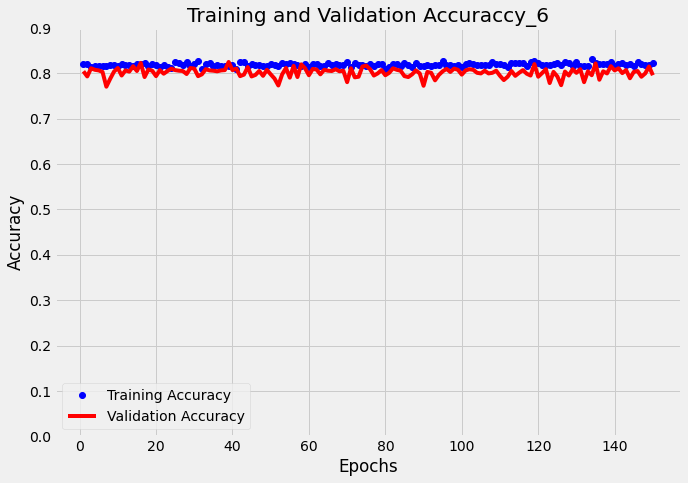 Training and Validation Accuraccy_6
0.9
0.8
0.7
0.6
0.5
0.4
0.3
0.2
0.1
0.0
Accuracy
Training Accuracy
Validation Accuracy
0 20 40 60 80 100 120 140
Epochs